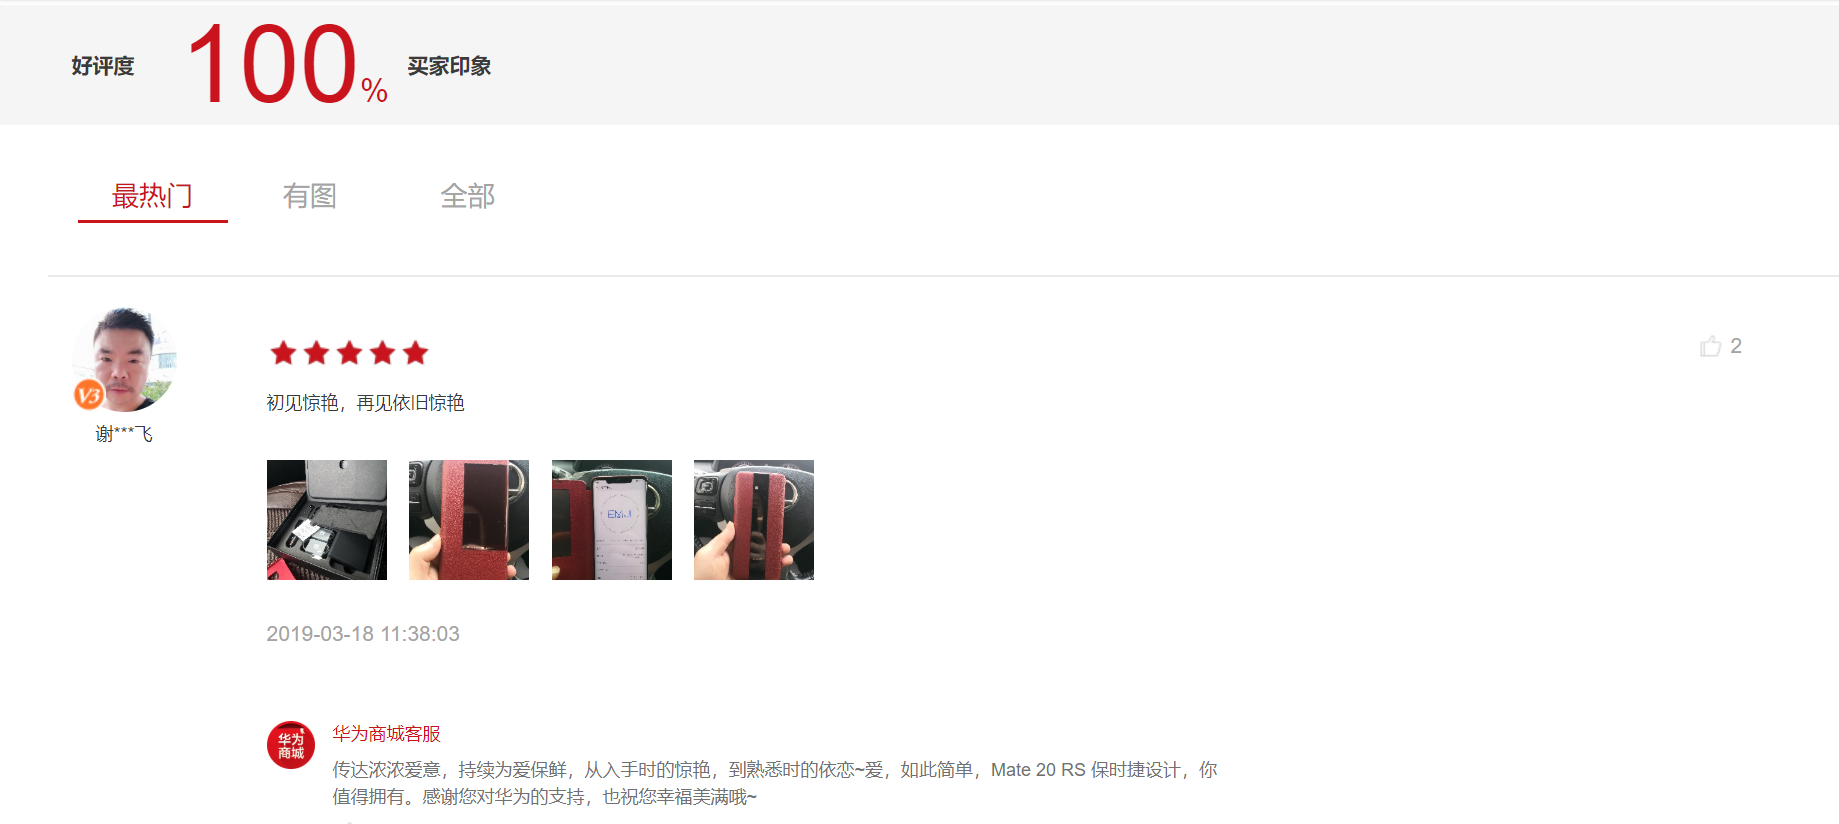 好评度 100% 买家印象
最热门 有图 全部
2
V3
谢***飞
初见惊艳，再见依旧惊艳
EMUI
2019-03-18 11:38:03
华为
商城
华为商城客服
传达浓浓爱意，持续为爱保鲜，从入手时的惊艳，到熟悉时的依恋~爱，如此简单，Mate 20 RS 保时捷设计，你
值得拥有。感谢您对华为的支持，也祝您幸福美满哦~